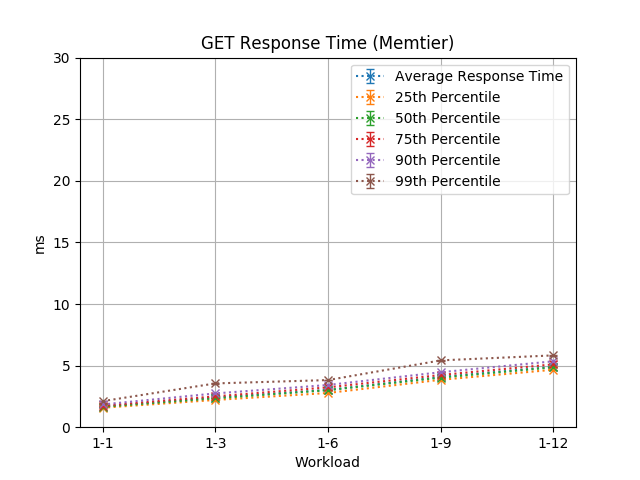 GET Response Time (Memtier)
30
25
20
15
10
5
0
ms
Average Response Time
25th Percentile
50th Percentile
75th Percentile
90th Percentile
99th Percentile
1-1 1-3 1-6 1-9 1-12
Workload